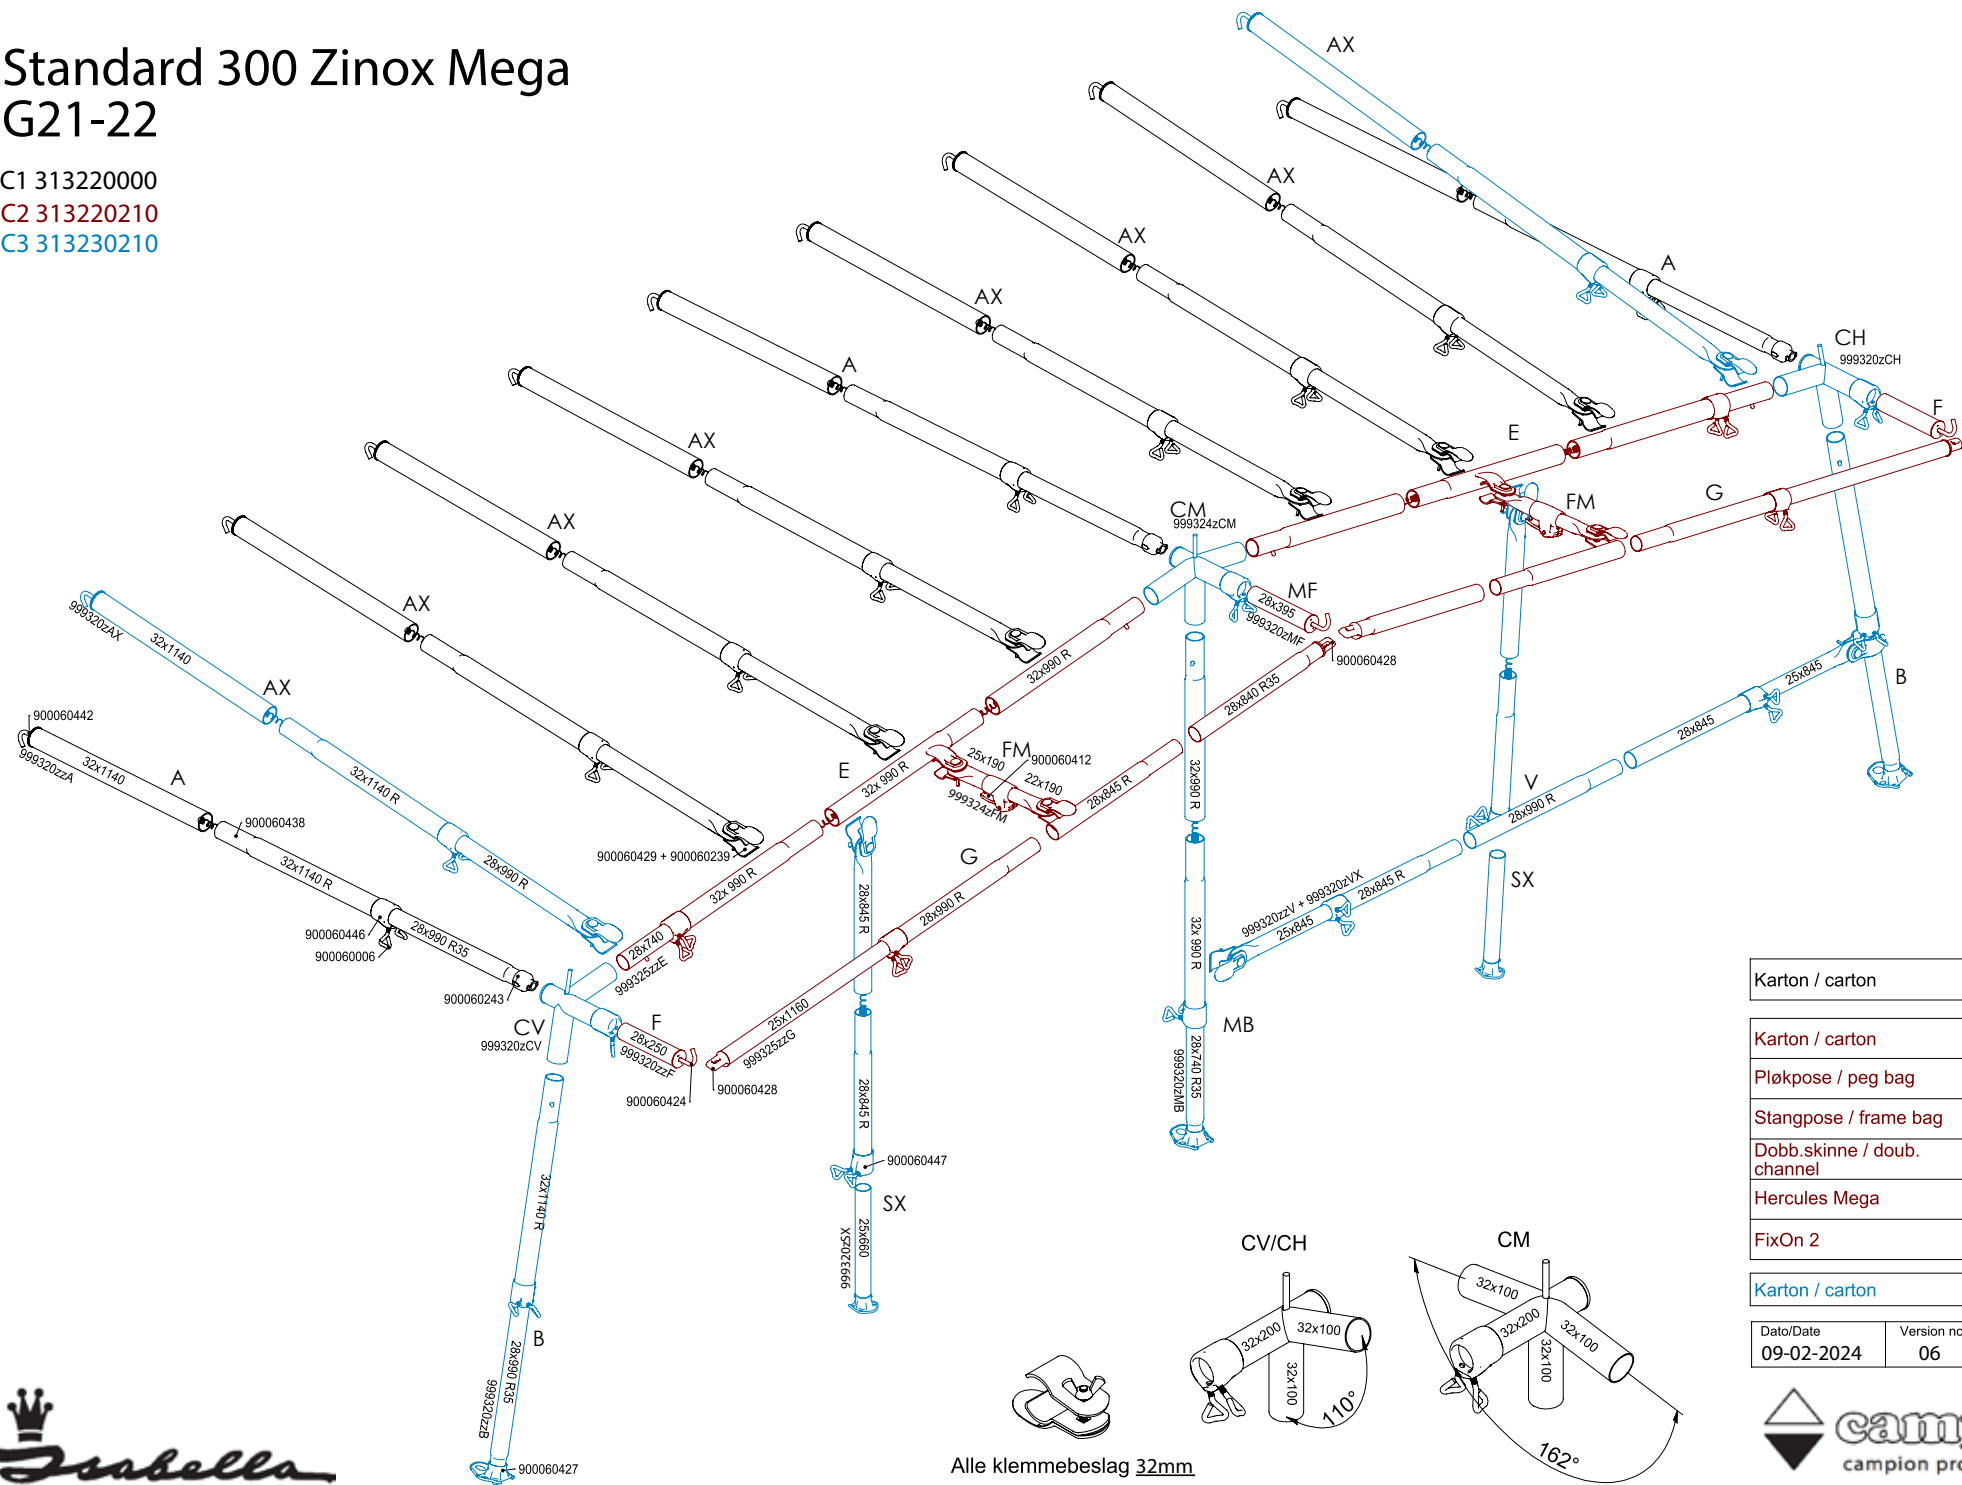 Standard 300 Zinox Mega
G21-22
C1 313220000
C2 313220210
C3 313230210
AX
AX
AX
A
AX
CH
999320zCH
F
A
E
AX
G
FM
CM
999324zCM
AX
MF
28x395
999320zMF
900060428
AX
32x990 R
28x840 R35
25x845
B
999320zAX
32x1140
AX
28x845
900060442
32x1140
999320zzA
A
32x1140 R
E
32x 990 R
FM
25x190
900060412
22x190
999324zFM
28x845 R
32x990 R
V
28x990 R
900060438
32x1140 R
28x990 R
900060429 + 900060239
G
32x 990 R
28x845 R
28x990 R
999320zzV + 999320zVX
28x845 R
25x845
SX
900060446
900060006
28x990 R35
28x740
999325zzE
32x 990 R
900060243
CV
999320zCV
F
28x250
999320zzF
25x1160
999325zzG
900060424
900060428
MB
28x740 R35
999320zMB
28x845 R
900060447
SX
25x660
999320zSX
32x1140 R
B
28x990 R35
999320zzB
900060427
CV/CH
32x200
32x100
32x100
110°
CM
32x100
32x200
32x100
32x100
162°
Alle klemmebeslag 32mm
Karton / carton
Karton / carton
Pløkpose / peg bag
Stangpose / frame bag
Dobb.skinne / doub.
channel
Hercules Mega
FixOn 2
Karton / carton
Dato/Date
09-02-2024
Version no
06
Isabella
camp
campion pro